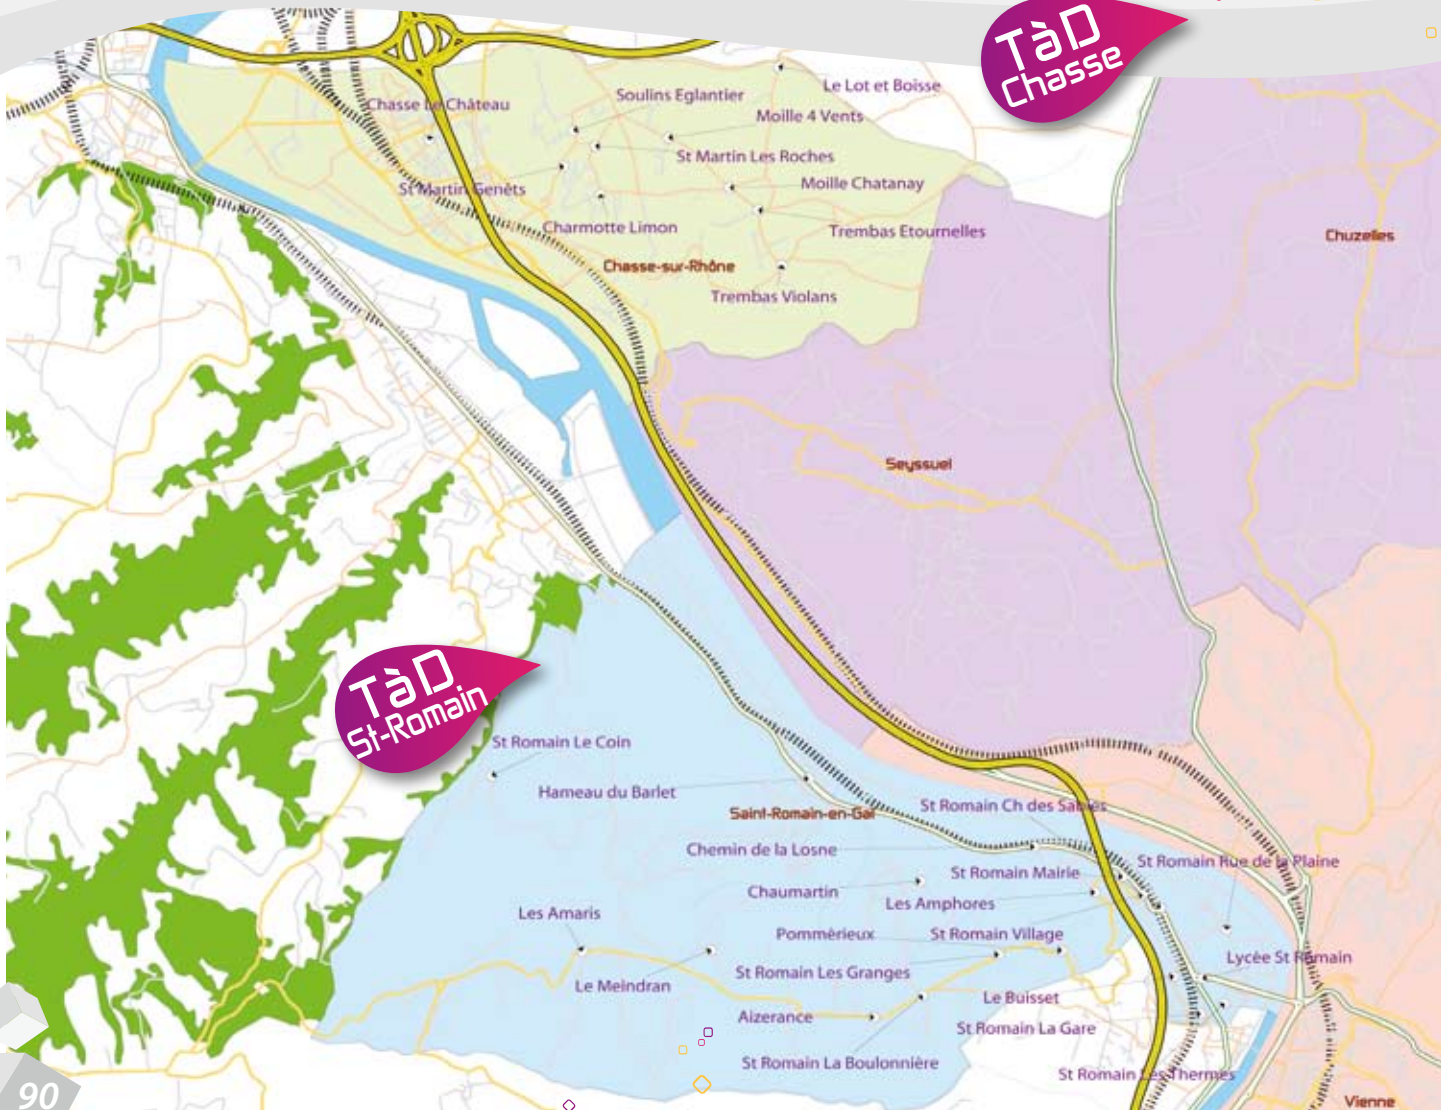 TàD
Chasse
Le Lot et Boisse
Soulins Eglantier
Chasse Le Château
Moille 4 Vents
St Martin Les Roches
Moille Chatanay
St Martin Genêts
Charmotte Limon
Trembas Etournelles
Chuzelles
Chasse-sur-Rhône
Trembas Violans
Seyssuel
TàD
St-Romain
St Romain Le Coin
Hameau du Barlet
St Romain Ch des Sables
Saint-Romain-en-Gal
Chemin de la Losne
St Romain Rue de la Plaine
St Romain Mairie
Chaumartin
Les Amphores
Les Amaris
Pommèrieux
St Romain Village
Lycèe St Romain
St Romain Les Granges
Le Meindran
Le Buisset
Aizerance
St Romain La Gare
St Romain La Boulonnière
St Romain Les Thermes
90
Vienne